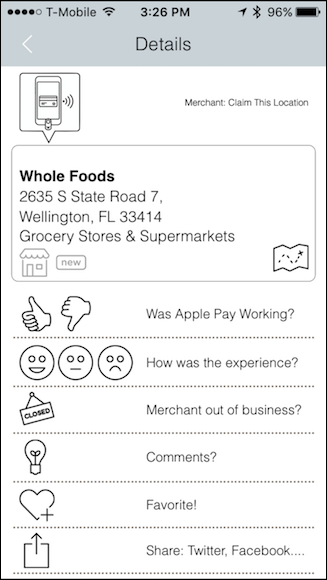 T-Mobile 3:26 PM 96%
Details
Merchant: Claim This Location
Whole Foods
2635 S State Road 7,
Wellington, FL 33414
Grocery Stores & Supermarkets
new
Was Apple Pay Working?
How was the experience?
CLOSED
Merchant out of business?
Comments?
Favorite!
Share: Twitter, Facebook....